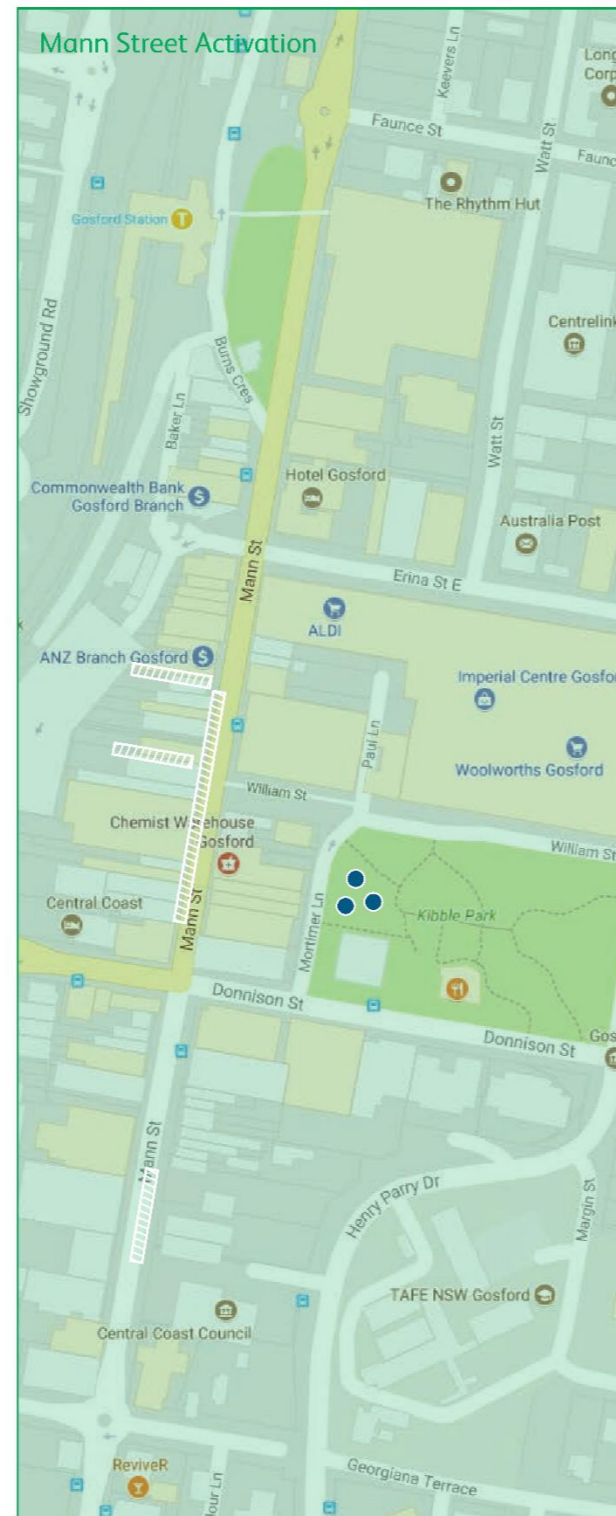 Mann Street Activation
Keevers Ln
Long
Corp
Faunce St
Watt St
Faunc
The Rhythm Hut
Gosford Station
T
Showground Rd
Centrelink
Burns Cres
Baker Ln
Watt St
Hotel Gosford
Commonwealth Bank
Gosford Branch
$
Australia Post
Mann St
Erina St E
ALDI
ANZ Branch Gosford
$
Imperial Centre Gosfor
Paul Ln
Woolworths Gosford
William St
Chemist W rehouse
Gosford
William St
Central Coast
Mann St
Mortimer Ln
Kibble Park
Donnison St
Donnison St
Gos
Mann St
Henry Parry Dr
Margin St
TAFE NSW Gosford
Central Coast Council
ReviveR
Georgiana Terrace
our Ln